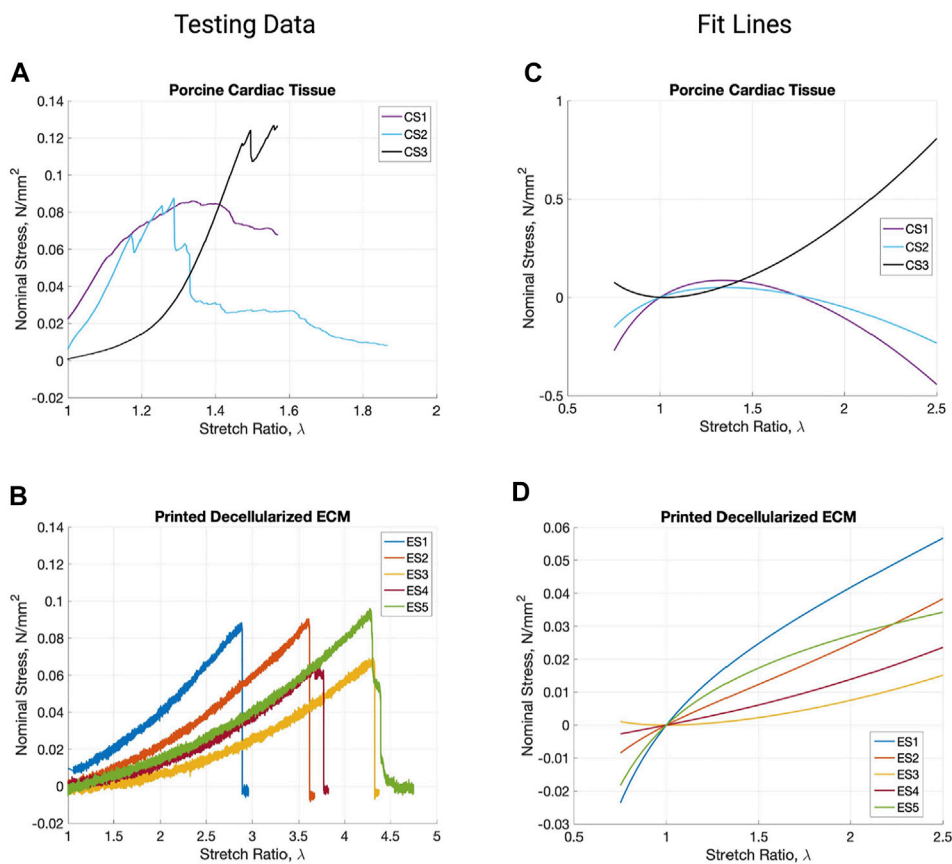 Testing Data
Fit Lines
A
Porcine Cardiac Tissue
0.14
0.12
0.1
0.08
0.06
0.04
0.02
0
-0.02
Nominal Stress, N/mm²
1
1.2
1.4
1.6
1.8
2
Stretch Ratio, λ
CS1
CS2
CS3
C
Porcine Cardiac Tissue
1
0.5
0
-0.5
Nominal Stress, N/mm²
0.5
1
1.5
2
2.5
Stretch Ratio, λ
CS1
CS2
CS3
B
Printed Decellularized ECM
0.14
0.12
0.1
0.08
0.06
0.04
0.02
0
-0.02
Nominal Stress, N/mm²
1
1.5
2
2.5
3
3.5
4
4.5
5
Stretch Ratio, λ
ES1
ES2
ES3
ES4
ES5
D
Printed Decellularized ECM
0.06
0.05
0.04
0.03
0.02
0.01
0
-0.01
-0.02
-0.03
Nominal Stress, N/mm²
0.5
1
1.5
2
2.5
Stretch Ratio, λ
ES1
ES2
ES3
ES4
ES5